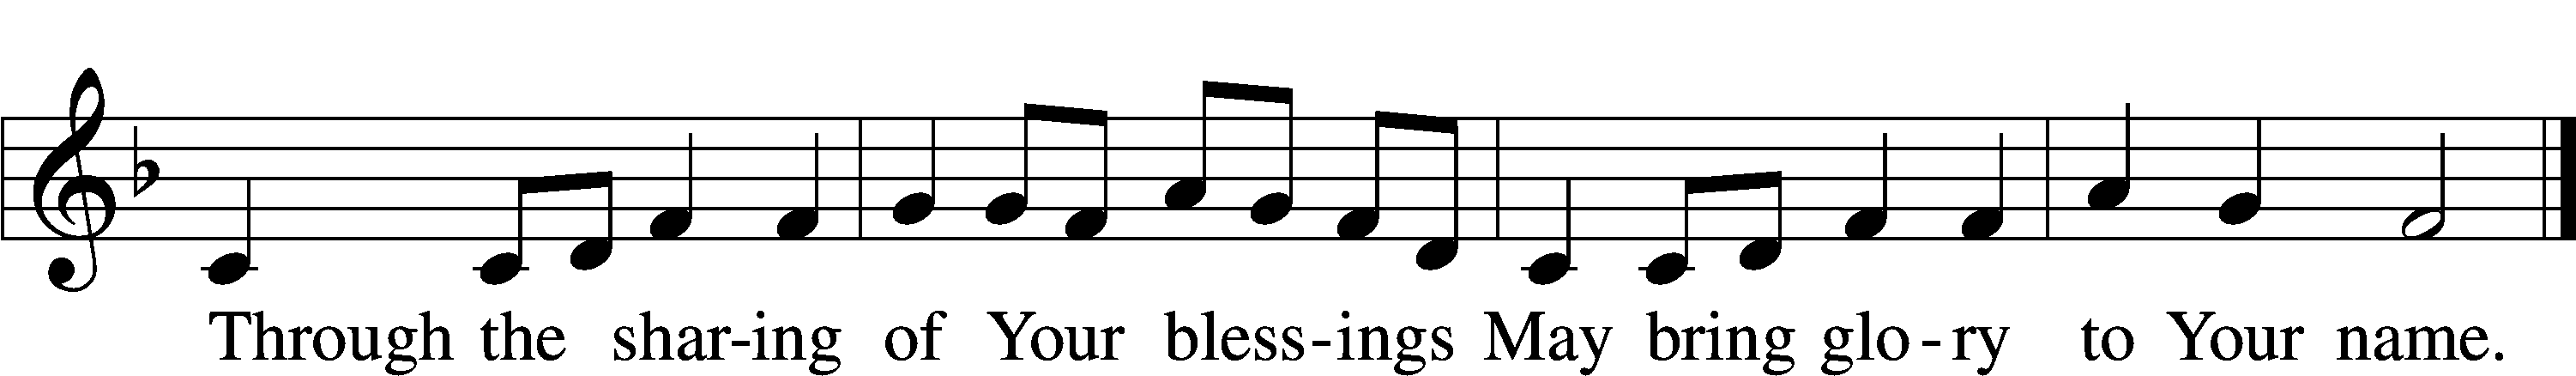 Through the shar-ing of Your bless-ings May bring glo-ry to Your name.